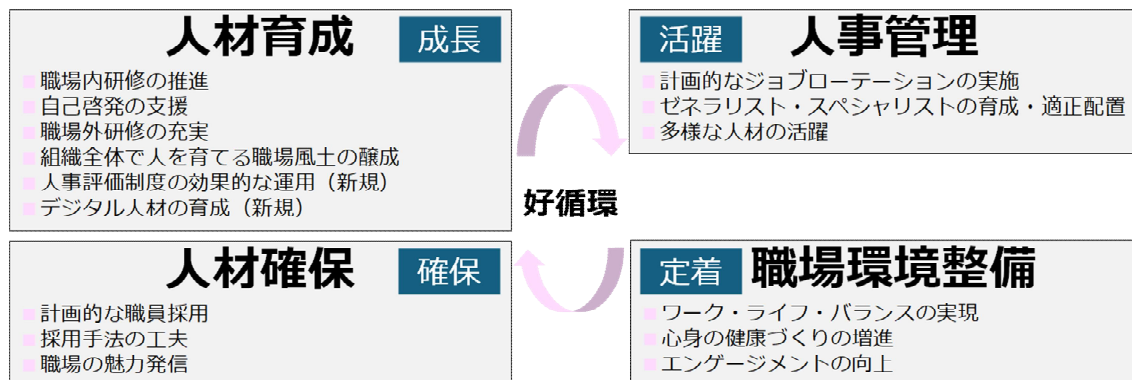 人材育成 成長
職場内研修の推進
自己啓発の支援
職場外研修の充実
組織全体で人を育てる職場風土の醸成
人事評価制度の効果的な運用（新規）
デジタル人材の育成（新規）
活躍 人事管理
計画的なジョブローテーションの実施
ゼネラリスト・スペシャリストの育成・適正配置
多様な人材の活躍
好循環
人材確保 確保
計画的な職員採用
採用手法の工夫
職場の魅力発信
定着 職場環境整備
ワーク・ライフ・バランスの実現
心身の健康づくりの増進
エンゲージメントの向上